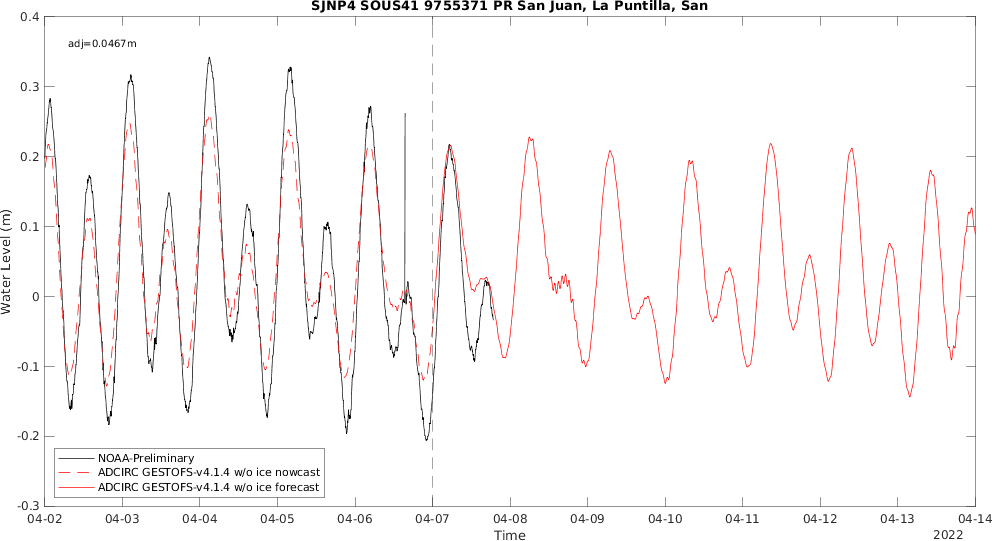 SJNP4 SOUS41 9755371 PR San Juan, La Puntilla, San
adj=0.0467m
0.4
0.3
0.2
0.1
0
-0.1
-0.2
-0.3
Water Level (m)
NOAA-Preliminary
ADCIRC GESTOFS-v4.1.4 w/o ice nowcast
ADCIRC GESTOFS-v4.1.4 w/o ice forecast
04-02 04-03 04-04 04-05 04-06 04-07 04-08 04-09 04-10 04-11 04-12 04-13 04-14
Time
2022